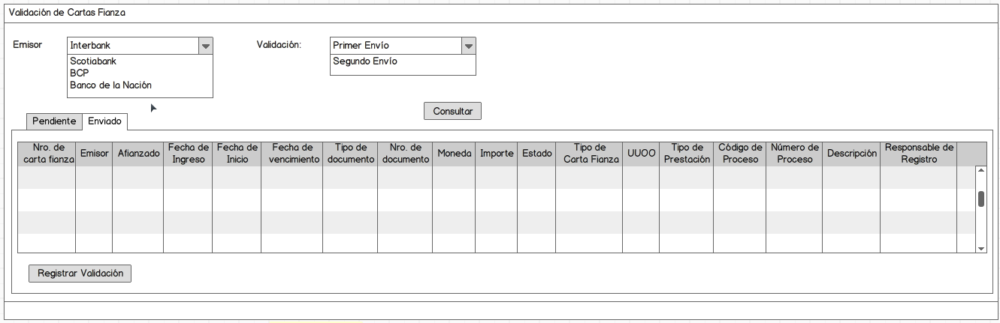 Validación de Cartas Fianza
Emisor
Interbank
Scotiabank
BCP
Banco de la Nación
Validación:
Primer Envío
Segundo Envío
Consultar
Pendiente
Enviado
Nro. de
carta fianza
Emisor
Afianzado
Fecha de
Ingreso
Fecha de
Inicio
Fecha de
vencimiento
Tipo de
documento
Nro. de
documento
Moneda
Importe
Estado
Tipo de
Carta Fianza
UUOO
Tipo de
Prestación
Código de
Proceso
Número de
Proceso
Descripción
Responsable de
Registro
Registrar Validación